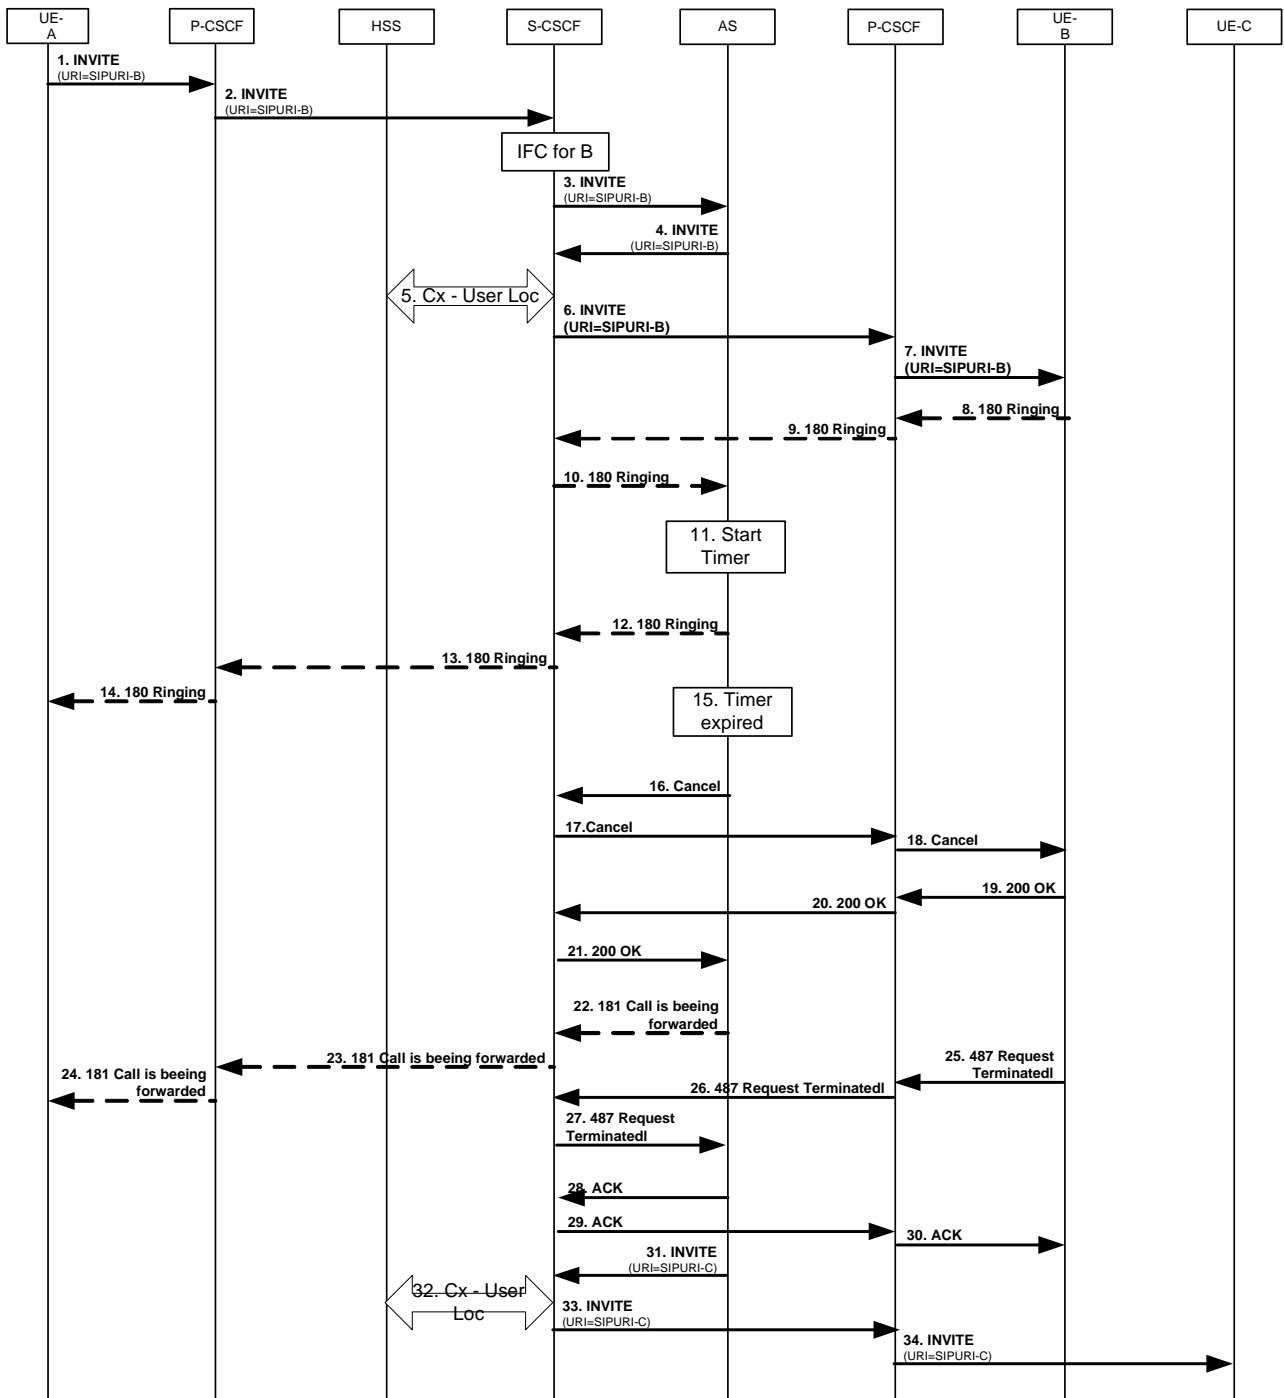 UE-
A
P-CSCF
HSS
S-CSCF
AS
P-CSCF
UE-
B
UE-C
1. INVITE
(URI=SIPURI-B)
2. INVITE
(URI=SIPURI-B)
IFC for B
3. INVITE
(URI=SIPURI-B)
4. INVITE
(URI=SIPURI-B)
5. Cx - User Loc
6. INVITE
(URI=SIPURI-B)
7. INVITE
(URI=SIPURI-B)
8. 180 Ringing
9. 180 Ringing
10. 180 Ringing
11. Start
Timer
12. 180 Ringing
13. 180 Ringing
14. 180 Ringing
15. Timer
expired
16. Cancel
17.Cancel
18. Cancel
19. 200 OK
20. 200 OK
21. 200 OK
22. 181 Call is beeing
forwarded
23. 181 Call is beeing forwarded
24. 181 Call is beeing
forwarded
25. 487 Request
Terminatedl
26. 487 Request Terminatedl
27. 487 Request
Terminatedl
28. ACK
29. ACK
30. ACK
31. INVITE
(URI=SIPURI-C)
32. Cx - User
Loc
33. INVITE
(URI=SIPURI-C)
34. INVITE
(URI=SIPURI-C)